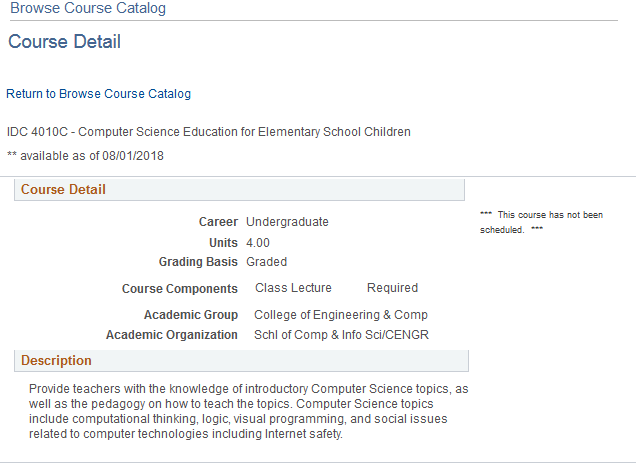 Browse Course Catalog
Course Detail
Return to Browse Course Catalog
IDC 4010C - Computer Science Education for Elementary School Children
** available as of 08/01/2018
Course Detail
*** This course has not been
scheduled. ***
Career Undergraduate
Units 4.00
Grading Basis Graded
Course Components Class Lecture Required
Academic Group College of Engineering & Comp
Academic Organization Schl of Comp & Info Sci/CENGR
Description
Provide teachers with the knowledge of introductory Computer Science topics, as
well as the pedagogy on how to teach the topics. Computer Science topics
include computational thinking, logic, visual programming, and social issues
related to computer technologies including Internet safety.